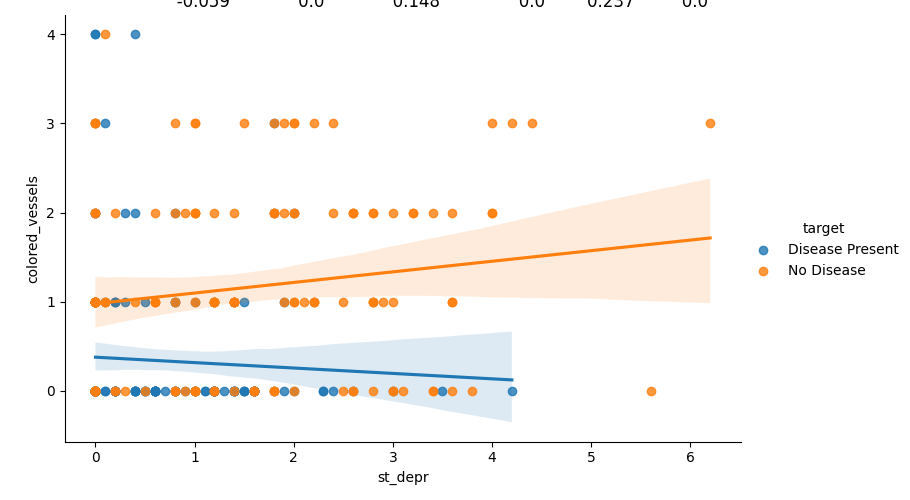 -0.059 0.0 0.148 0.0 0.237 0.0
4
3
2
1
0
colored_vessels
0 1 2 3 4 5 6
st_depr
target
Disease Present
No Disease